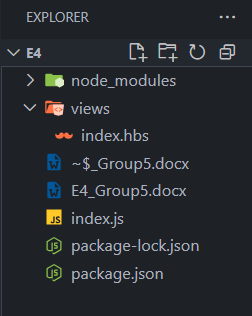 EXPLORER
E4
node_modules
views
index.hbs
~$_Group5.docx
E4_Group5.docx
index.js
package-lock.json
package.json